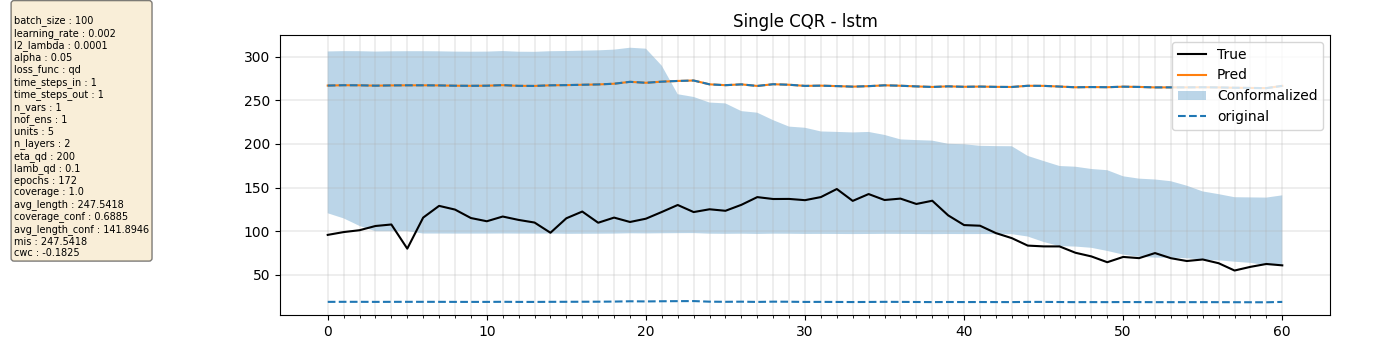 batch_size : 100
learning_rate : 0.002
l2_lambda : 0.0001
alpha : 0.05
loss_func : qd
time_steps_in : 1
time_steps_out : 1
n_vars : 1
nof_ens : 1
units : 5
n_layers : 2
eta_qd : 200
lamb_qd : 0.1
epochs : 172
coverage : 1.0
avg_length : 247.5418
coverage_conf : 0.6885
avg_length_conf : 141.8946
mis : 247.5418
cwc : -0.1825
Single CQR - lstm
300
250
200
150
100
50
0 10 20 30 40 50 60
True
Pred
Conformalized
original